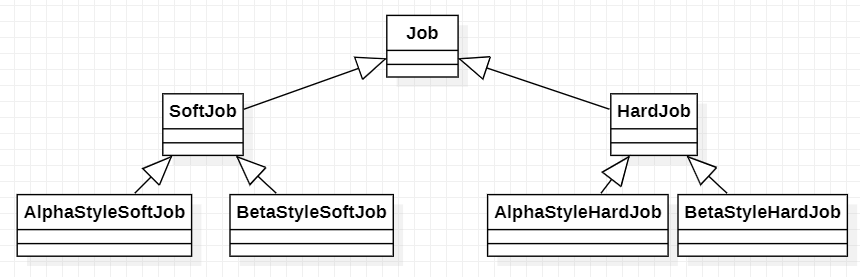 Job
SoftJob
HardJob
AlphaStyleSoftJob
BetaStyleSoftJob
AlphaStyleHardJob
BetaStyleHardJob